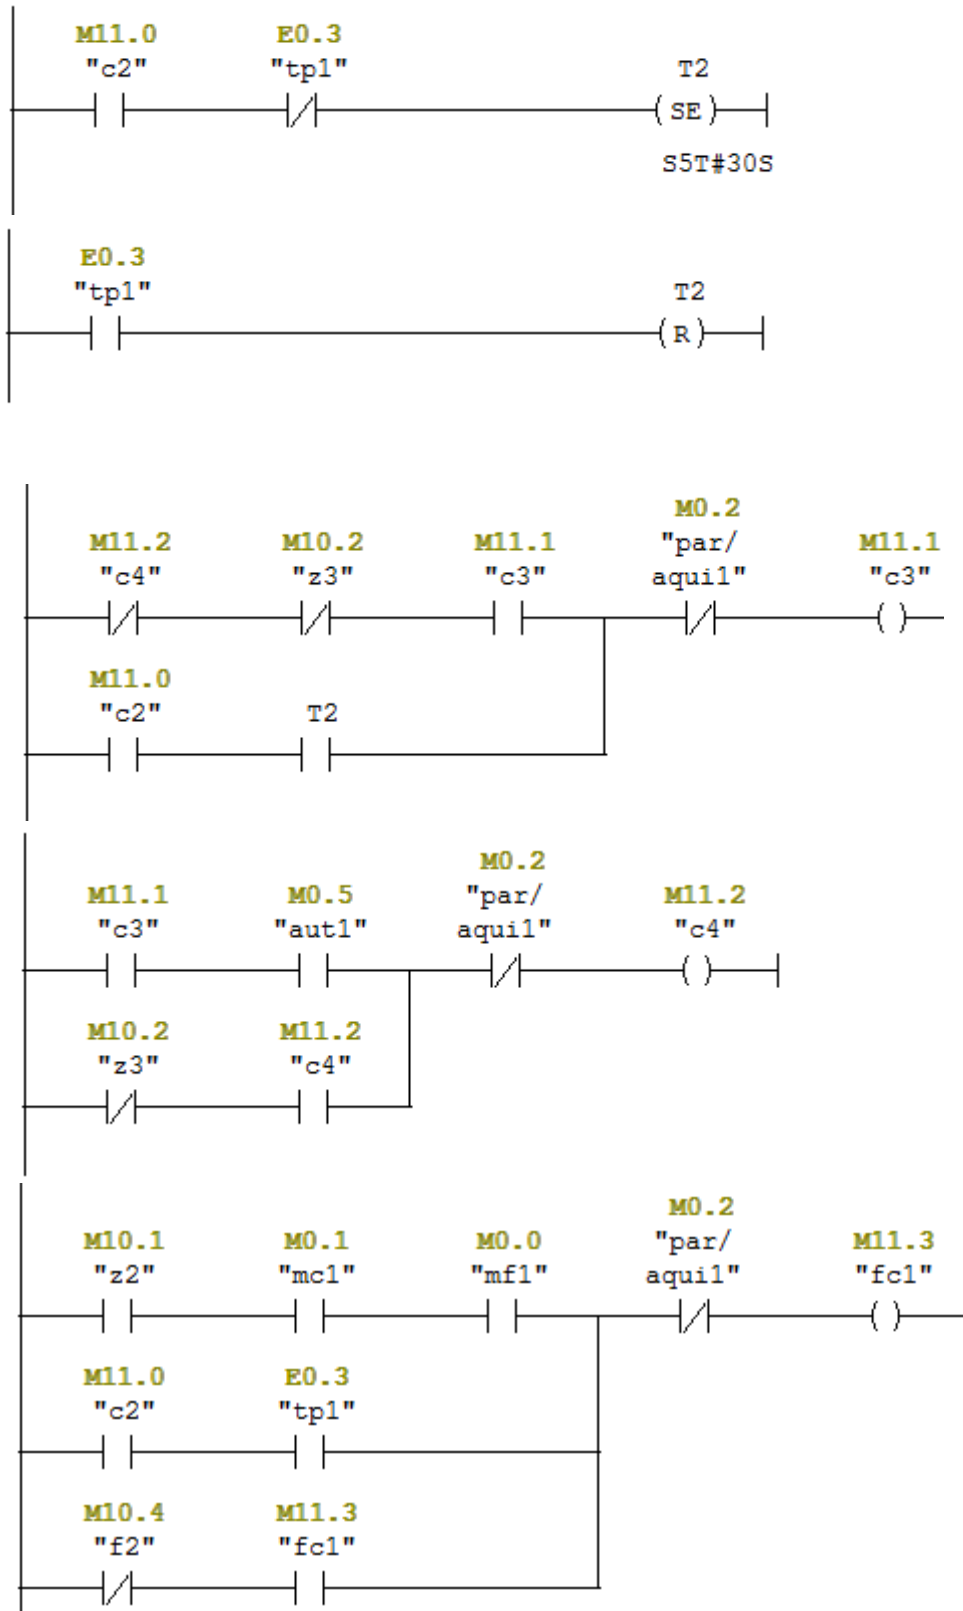 M11.0 E0.3
"c2" "tp1" T2
SE
S5T#30S
E0.3
"tp1" T2
R
M0.2
M11.2 M10.2 M11.1 "par/ M11.1
"c4" "z3" "c3" aqui1" "c3"
M11.0
"c2" T2
M0.2
M11.1 M0.5 "par/ M11.2
"c3" "aut1" aqui1" "c4"
M10.2 M11.2
"z3" "c4"
M0.2
M10.1 M0.1 M0.0 "par/ M11.3
"z2" "mc1" "mf1" aqui1" "fc1"
M11.0 E0.3
"c2" "tp1"
M10.4 M11.3
"f2" "fc1"